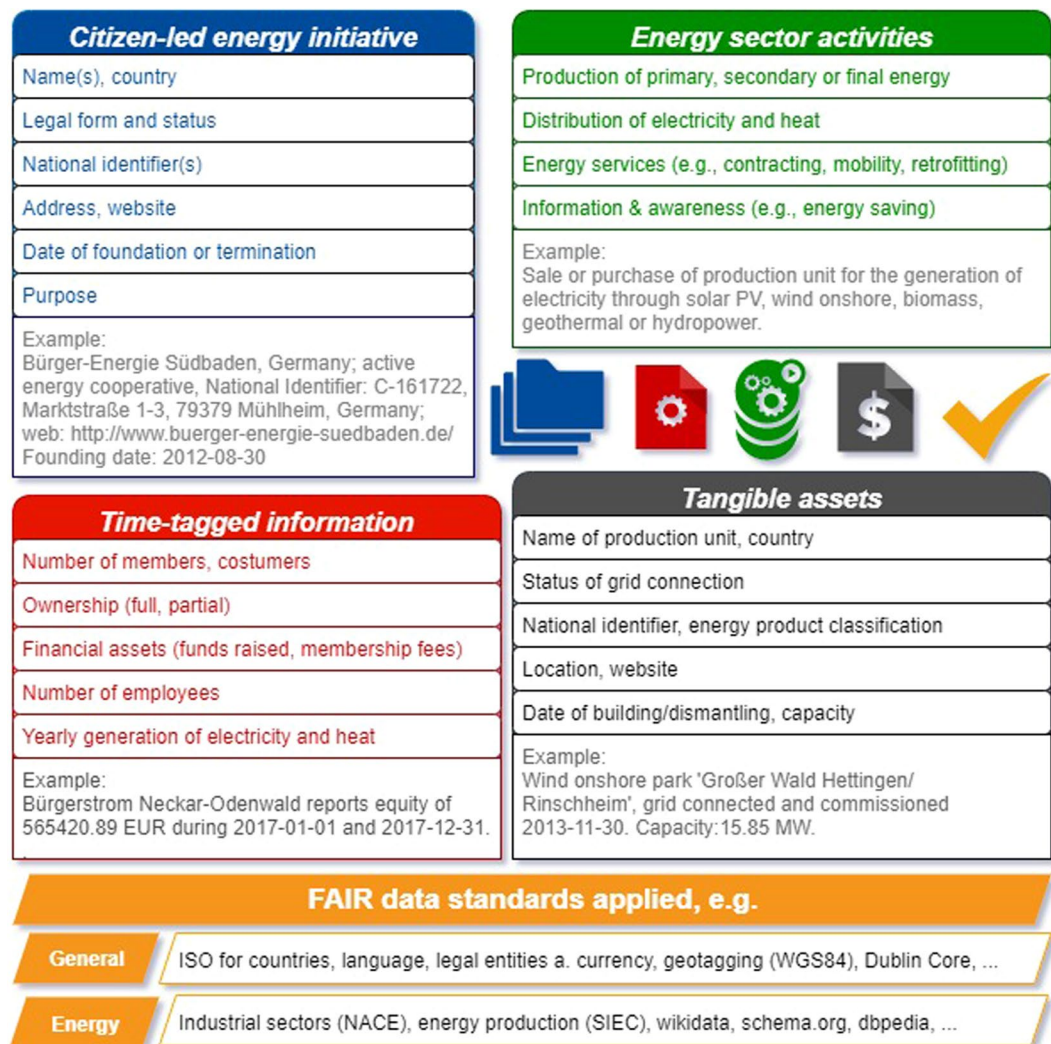 Citizen-led energy initiative
Name(s), country
Legal form and status
National identifier(s)
Address, website
Date of foundation or termination
Purpose
Example:
Bürger-Energie Südbaden, Germany; active
energy cooperative, National Identifier: C-161722,
Marktstraße 1-3, 79379 Mühlheim, Germany;
web: http://www.buerger-energie-suedbaden.de/
Founding date: 2012-08-30
Energy sector activities
Production of primary, secondary or final energy
Distribution of electricity and heat
Energy services (e.g., contracting, mobility, retrofitting)
Information & awareness (e.g., energy saving)
Example:
Sale or purchase of production unit for the generation of
electricity through solar PV, wind onshore, biomass,
geothermal or hydropower.
$
Time-tagged information
Number of members, costumers
Ownership (full, partial)
Financial assets (funds raised, membership fees)
Number of employees
Yearly generation of electricity and heat
Example:
Bürgerstrom Neckar-Odenwald reports equity of
565420.89 EUR during 2017-01-01 and 2017-12-31.
.
Tangible assets
Name of production unit, country
Status of grid connection
National identifier, energy product classification
Location, website
Date of building/dismantling, capacity
Example:
Wind onshore park 'Großer Wald Hettingen/
Rinschheim', grid connected and commissioned
2013-11-30. Capacity:15.85 MW.
FAIR data standards applied, e.g.
General
ISO for countries, language, legal entities a. currency, geotagging (WGS84), Dublin Core, ...
Energy
Industrial sectors (NACE), energy production (SIEC), wikidata, schema.org, dbpedia, ...